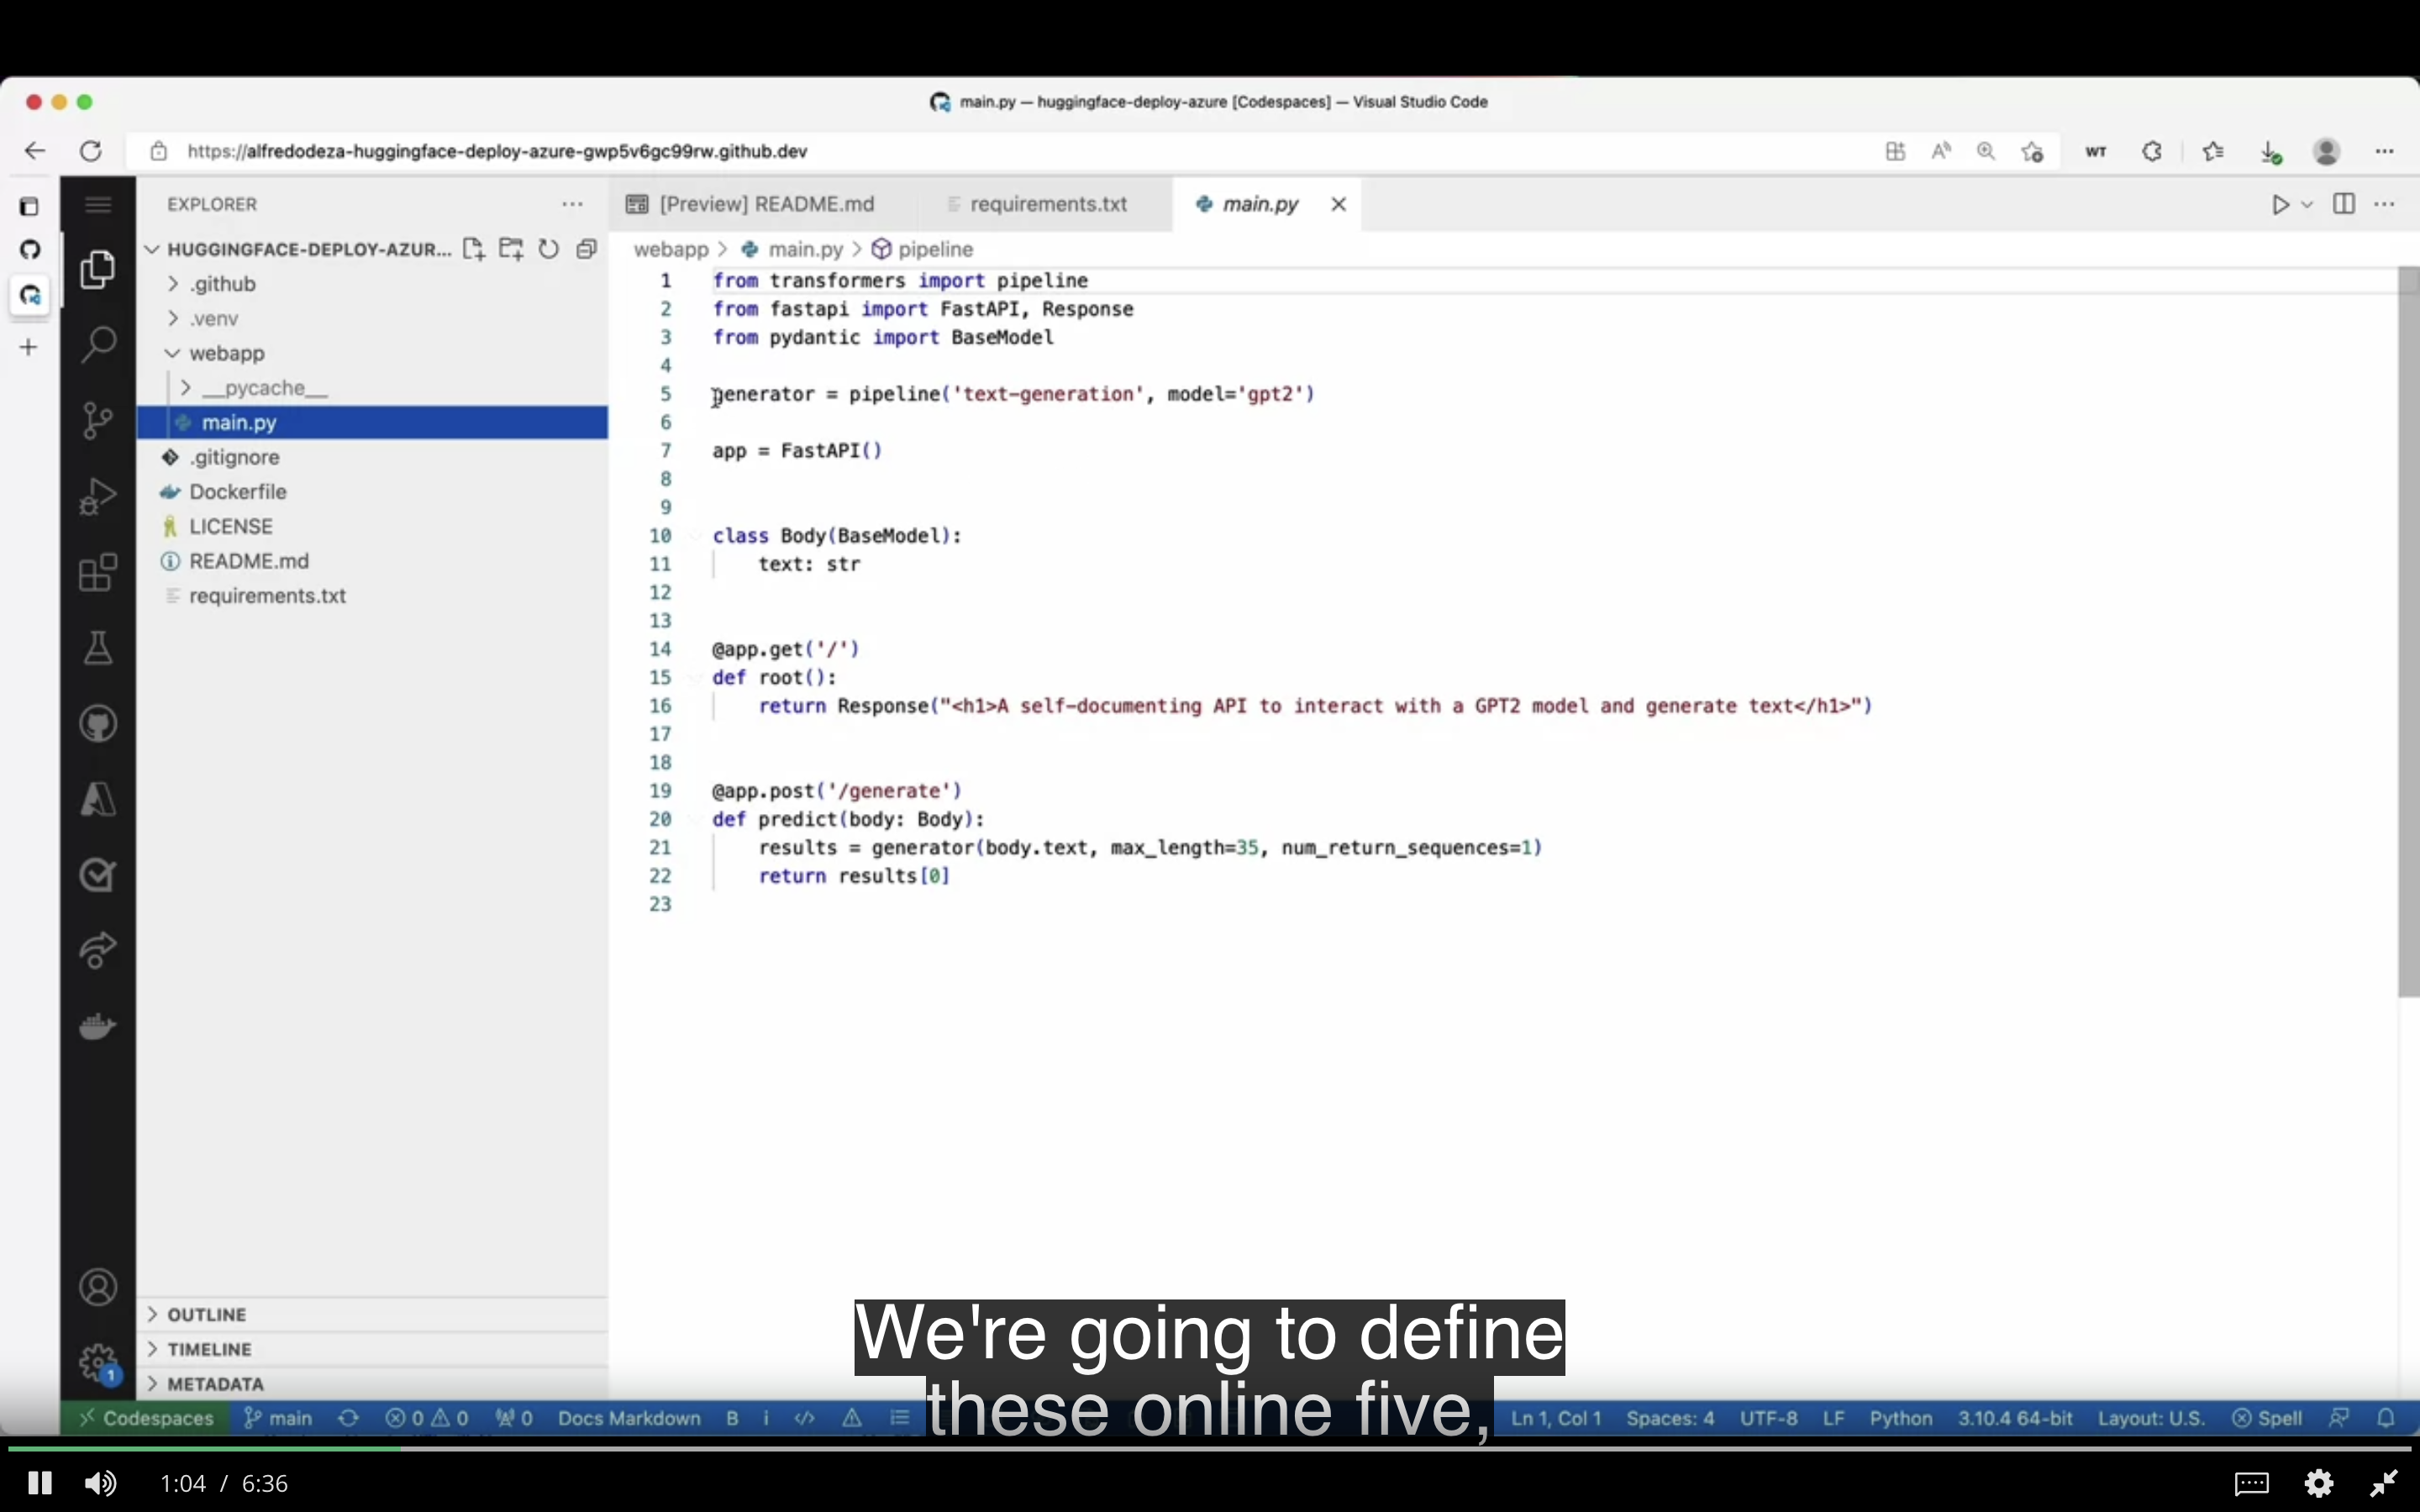 main.py — huggingface-deploy-azure [Codespaces] — Visual Studio Code
https://alfredodeza-huggingface-deploy-azure-gwp5v6gc99rw.github.dev
WT
EXPLORER
HUGGINGFACE-DEPLOY-AZUR...
.github
.venv
webapp
__pycache__
main.py
.gitignore
Dockerfile
LICENSE
README.md
requirements.txt
OUTLINE
TIMELINE
METADATA
[Preview] README.md requirements.txt main.py
webapp > main.py > pipeline
1 from transformers import pipeline
2 from fastapi import FastAPI, Response
3 from pydantic import BaseModel
4
5 generator = pipeline('text-generation', model='gpt2')
6
7 app = FastAPI()
8
9
10 class Body(BaseModel):
11     text: str
12
13
14 @app.get('/')
15 def root():
16     return Response("<h1>A self-documenting API to interact with a GPT2 model and generate text</h1>")
17
18
19 @app.post('/generate')
20 def predict(body: Body):
21     results = generator(body.text, max_length=35, num_return_sequences=1)
22     return results[0]
23
We're going to define
these online five,
1
Codespaces main 0 0 0 Docs Markdown B i </> Ln 1, Col 1 Spaces: 4 UTF-8 LF Python 3.10.4 64-bit Layout: U.S. Spell
1:04 / 6:36